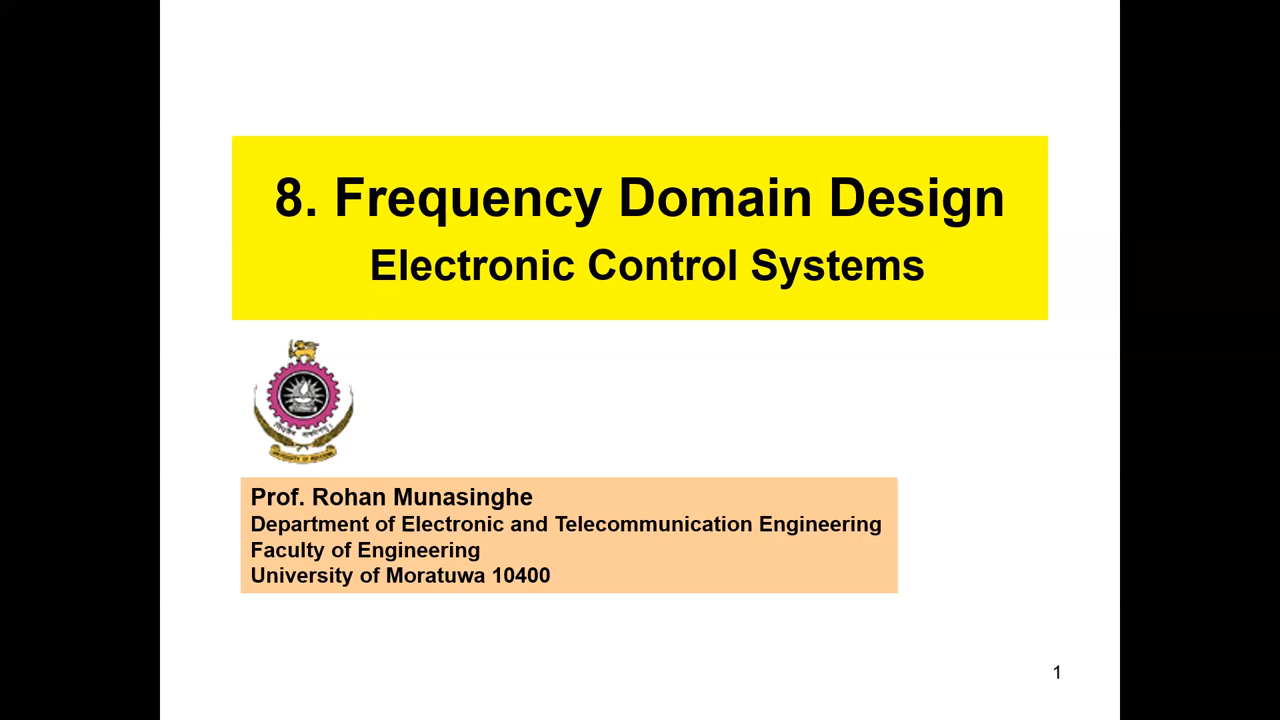 8. Frequency Domain Design
Electronic Control Systems
Prof. Rohan Munasinghe
Department of Electronic and Telecommunication Engineering
Faculty of Engineering
University of Moratuwa 10400
1